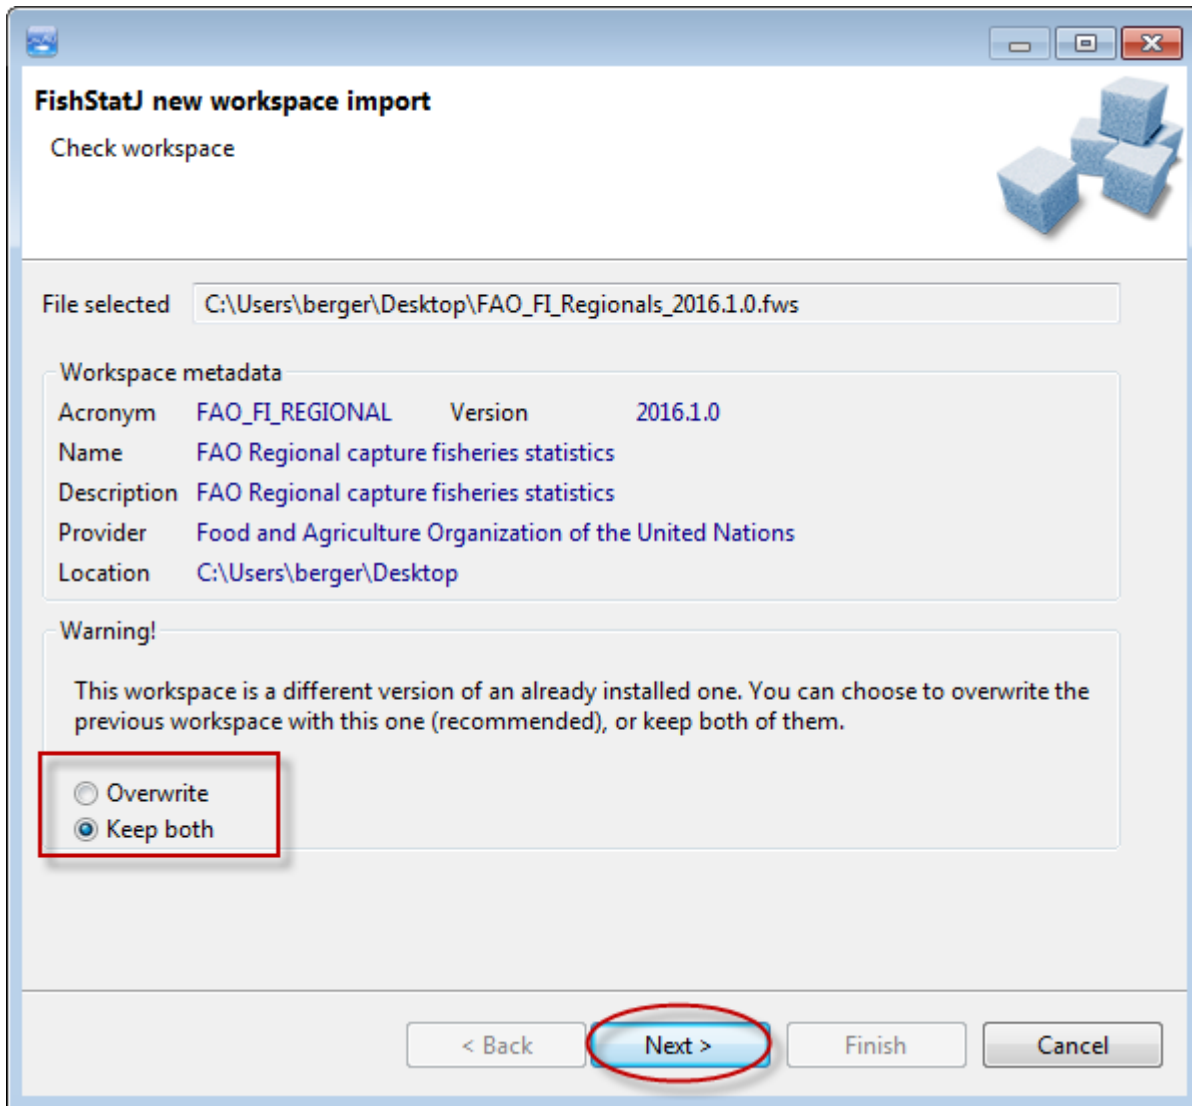 FishStatJ new workspace import
Check workspace
File selected C:\Users\berger\Desktop\FAO_FI_Regionals_2016.1.0.fws
Workspace metadata
Acronym FAO_FI_REGIONAL Version 2016.1.0
Name FAO Regional capture fisheries statistics
Description FAO Regional capture fisheries statistics
Provider Food and Agriculture Organization of the United Nations
Location C:\Users\berger\Desktop
Warning!
This workspace is a different version of an already installed one. You can choose to overwrite the
previous workspace with this one (recommended), or keep both of them.
Overwrite
Keep both
< Back Next > Finish Cancel